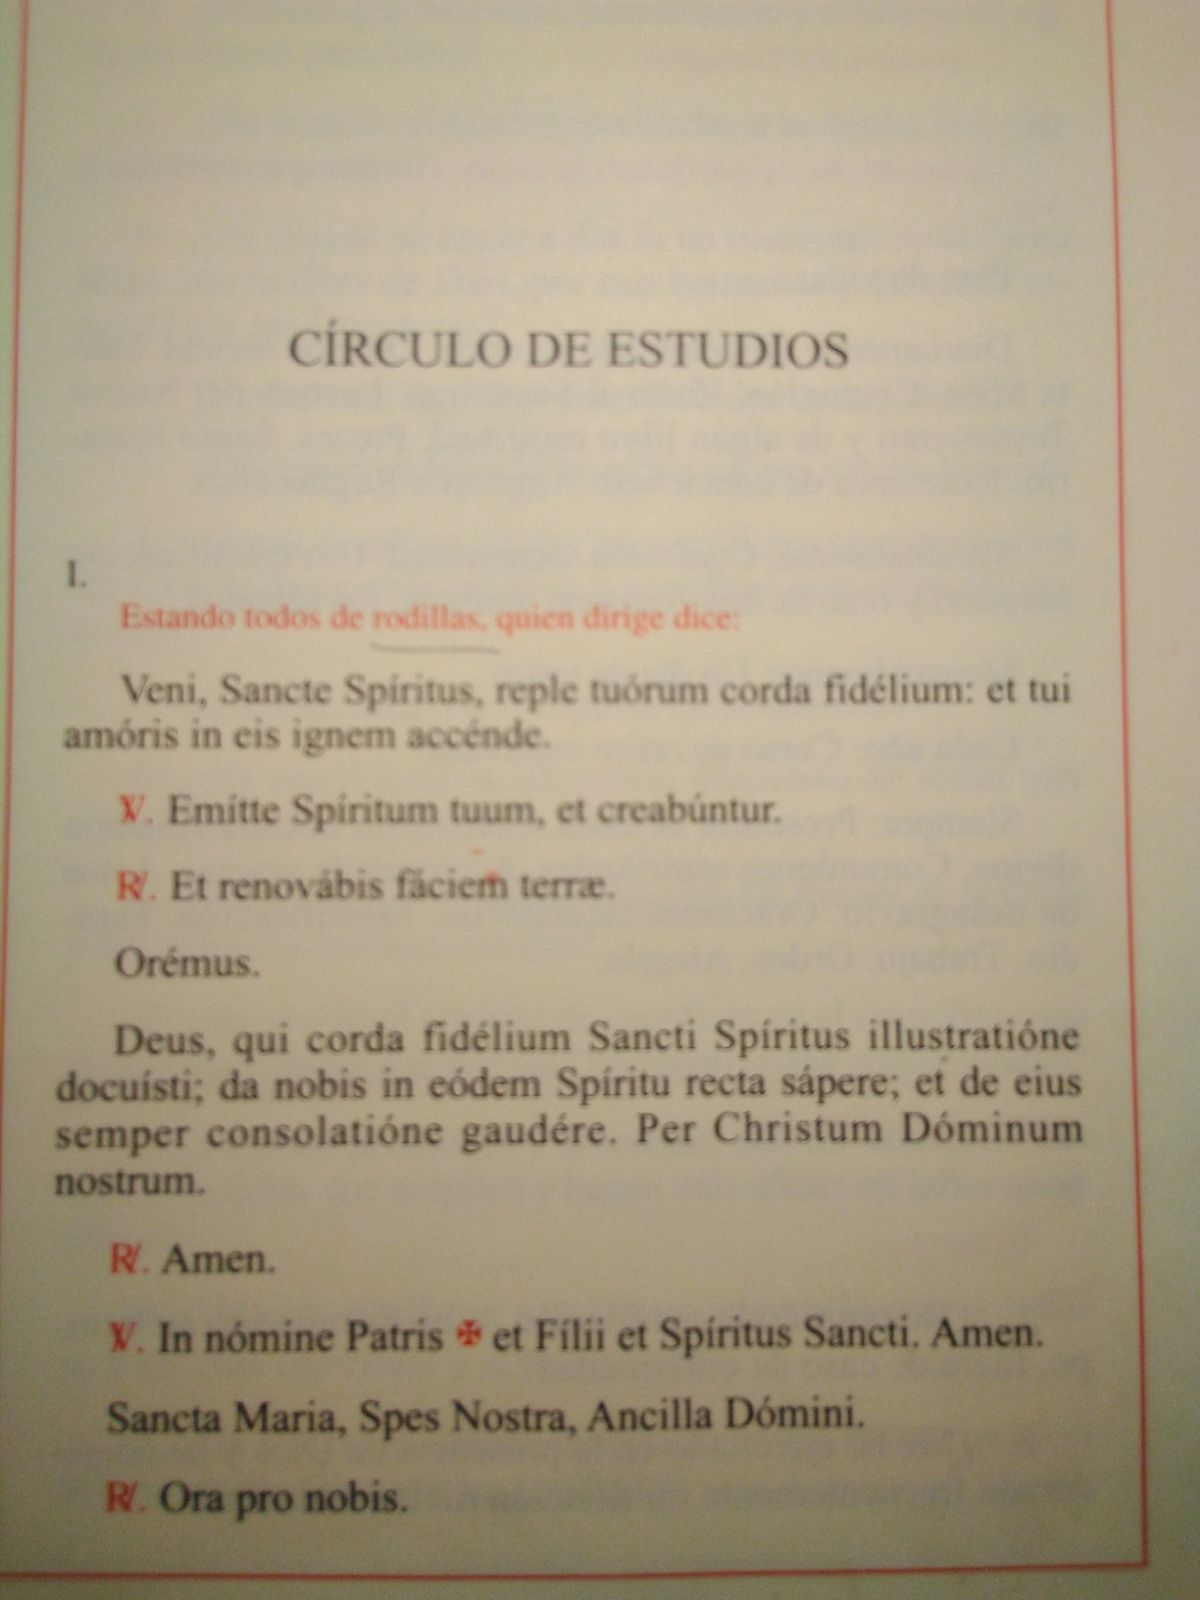 CÍRCULO DE ESTUDIOS
I.
Estando todos de rodillas, quien dirige dice:
Veni, Sancte Spíritus, reple tuórum corda fidélium: et tui
amóris in eis ignem accénde.
℣. Emítte Spíritum tuum, et creabúntur.
℟. Et renovábis fáciem terræ.
Orémus.
Deus, qui corda fidélium Sancti Spíritus illustratióne
docuísti; da nobis in eódem Spíritu recta sápere; et de eius
semper consolatióne gaudére. Per Christum Dóminum
nostrum.
℟. Amen.
℣. In nómine Patris ✠ et Fílii et Spíritus Sancti. Amen.
Sancta Maria, Spes Nostra, Ancilla Dómini.
℟. Ora pro nobis.